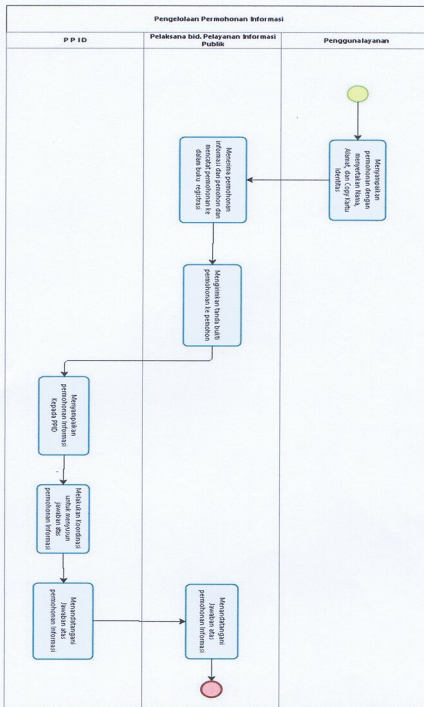 Pengelolaan Permohonan Informasi
P P ID
Pelaksana bid. Pelayanan Informasi
Publik
Penggunalayanan
Menyampaikan
permohonan dengan
menyertakan Nama,
Alamat, dan Copy Kartu
Identitas
Menerima permohonan
informasi dari pemohon dan
mencatat permohonan ke
dalam buku registrasi
Mengirimkan tanda bukti
permohonan ke pemohon
Menyampaikan
permohonan Informasi
Kepada PPID
Melakukan Koordinasi
untuk menyusun
jawaban atas
permohonan Informasi
Menandatangani
Jawaban atas
permohonan Informasi
Menandatangani
Jawaban atas
permohonan Informasi